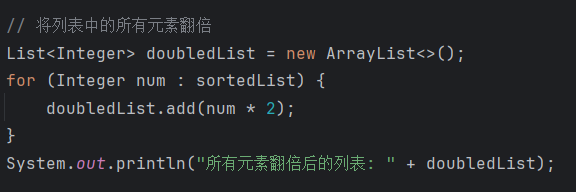 // 将列表中的所有元素翻倍
List<Integer> doubledList = new ArrayList<>();
for (Integer num : sortedList) {
    doubledList.add(num * 2);
}
System.out.println("所有元素翻倍后的列表: " + doubledList);